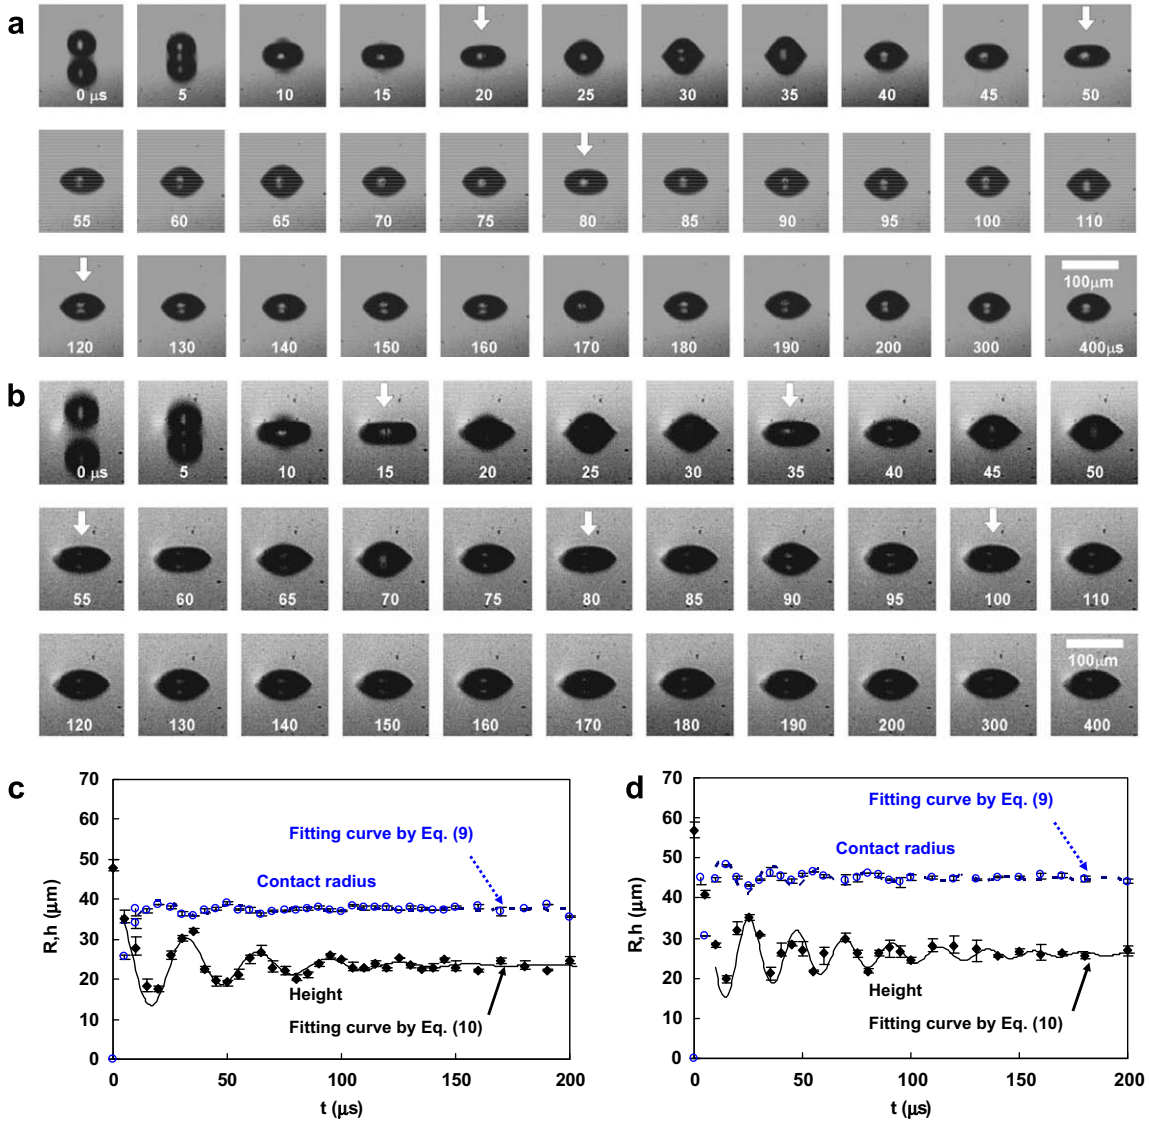 a
0 μs 5 10 15 20 25 30 35 40 45 50
55 60 65 70 75 80 85 90 95 100 110
100μm
120 130 140 150 160 170 180 190 200 300 400μs
b
0 μs 5 10 15 20 25 30 35 40 45 50
55 60 65 70 75 80 85 90 95 100 110
100μm
120 130 140 150 160 170 180 190 200 300 400
c
R,h (μm)
70
60
50
40
30
20
10
0
Fitting curve by Eq. (9)
Contact radius
Height
Fitting curve by Eq. (10)
0 50 100 150 200
t (μs)
d
R,h (μm)
70
60
50
40
30
20
10
0
Fitting curve by Eq. (9)
Contact radius
Height
Fitting curve by Eq. (10)
0 50 100 150 200
t (μs)